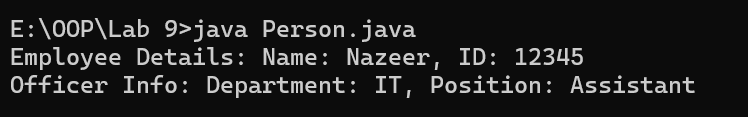 E:\OOP\Lab 9>java Person.java
Employee Details: Name: Nazeer, ID: 12345
Officer Info: Department: IT, Position: Assistant